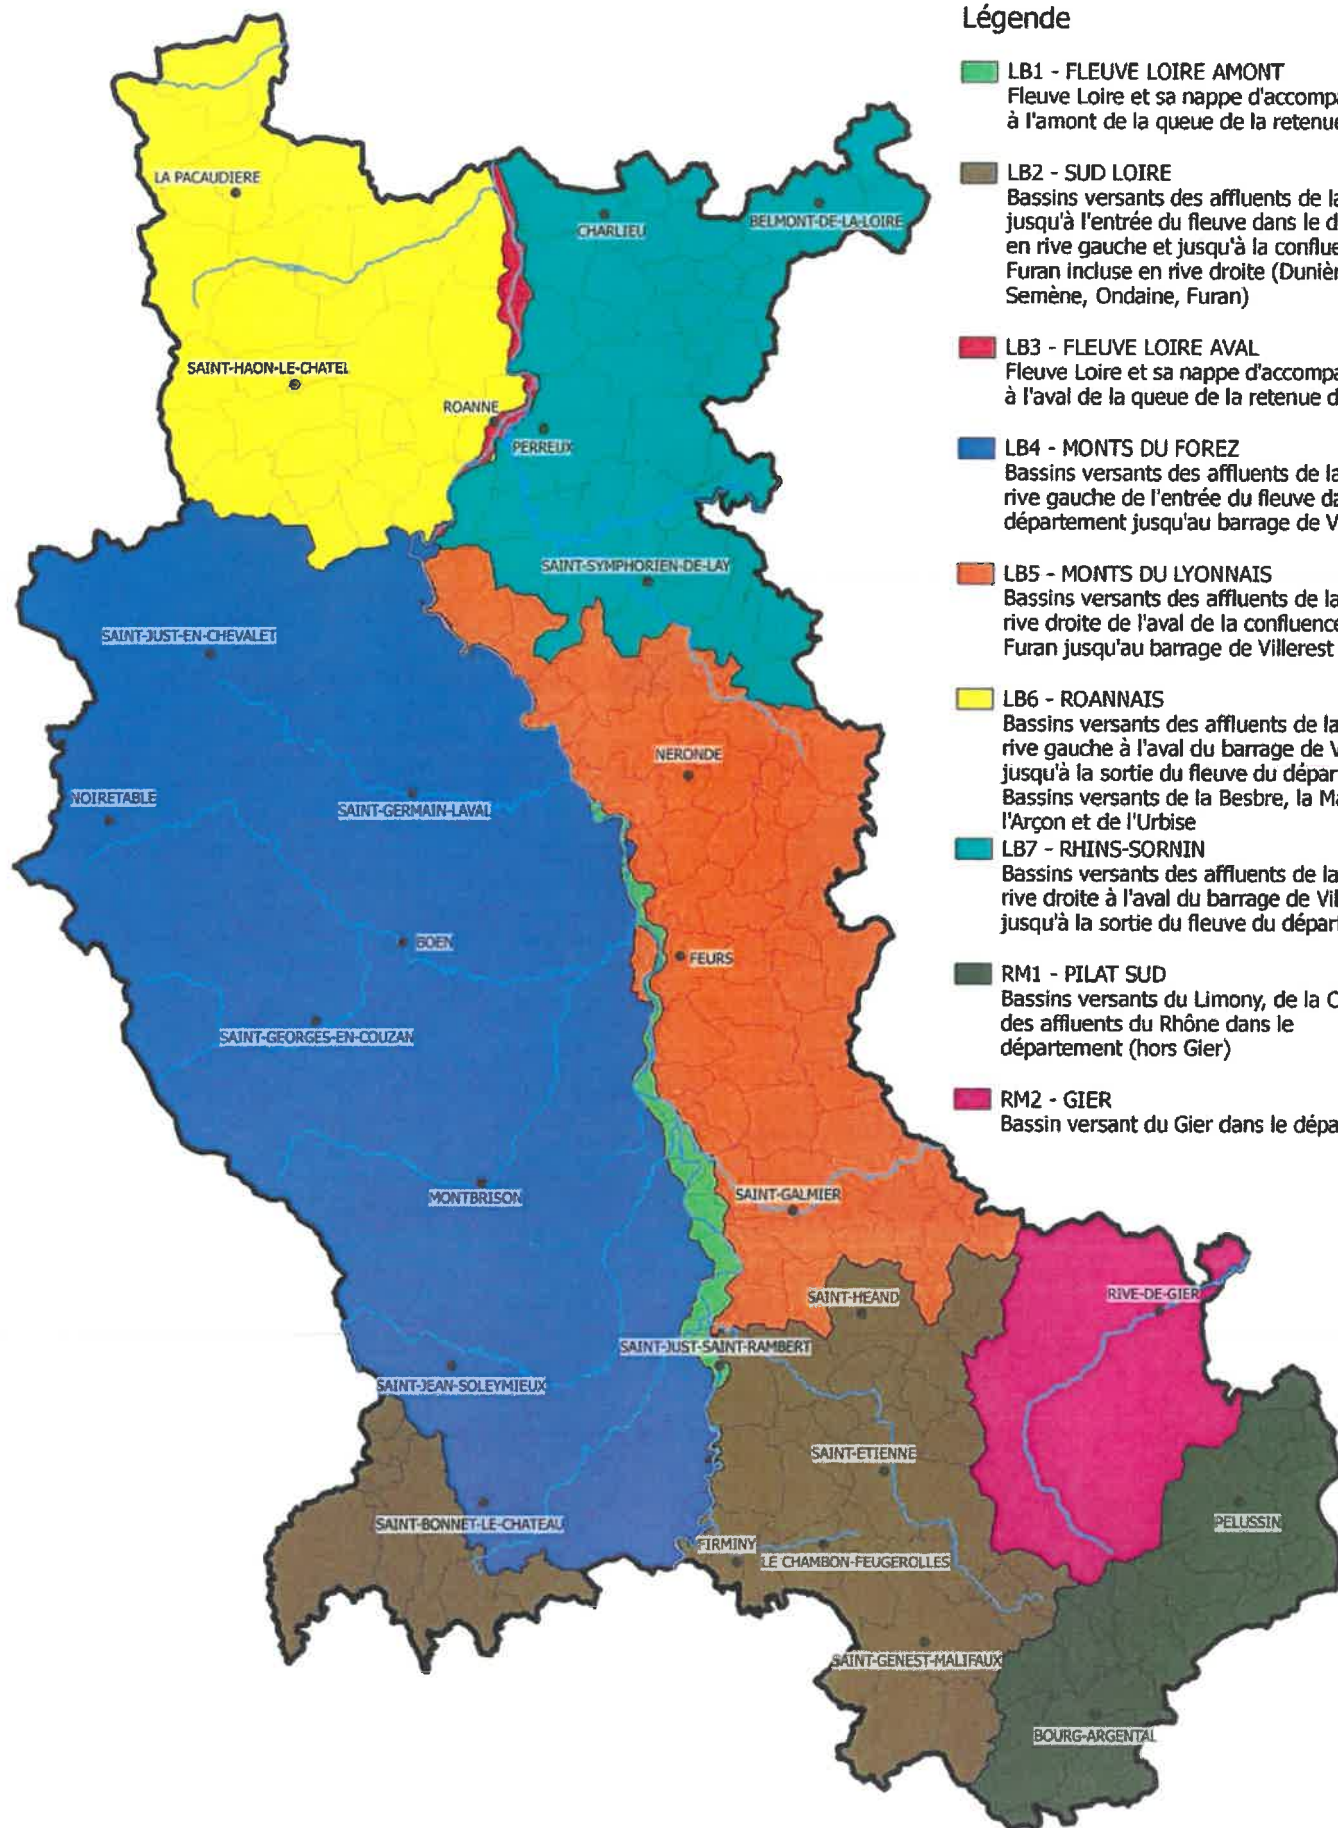 Légende
LB1 - FLEUVE LOIRE AMONT
Fleuve Loire et sa nappe d'accomp
à l'amont de la queue de la retenue
LB2 - SUD LOIRE
Bassins versants des affluents de la
jusqu'à l'entrée du fleuve dans le d
en rive gauche et jusqu'à la conflue
Furan incluse en rive droite (Dunièr
Semène, Ondaine, Furan)
LB3 - FLEUVE LOIRE AVAL
Fleuve Loire et sa nappe d'accompa
à l'aval de la queue de la retenue d
LB4 - MONTS DU FOREZ
Bassins versants des affluents de la
rive gauche de l'entrée du fleuve da
département jusqu'au barrage de V
LB5 - MONTS DU LYONNAIS
Bassins versants des affluents de la
rive droite de l'aval de la confluence
Furan jusqu'au barrage de Villerest
LB6 - ROANNAIS
Bassins versants des affluents de la
rive gauche à l'aval du barrage de V
jusqu'à la sortie du fleuve du départ
Bassins versants de la Besbre, la Ma
l'Arçon et de l'Urbise
LB7 - RHINS-SORNIN
Bassins versants des affluents de la
rive droite à l'aval du barrage de Vil
jusqu'à la sortie du fleuve du départ
RM1 - PILAT SUD
Bassins versants du Limony, de la C
des affluents du Rhône dans le
département (hors Gier)
RM2 - GIER
Bassin versant du Gier dans le dépa
LA PACAUDIERE
CHARLIEU
BELMONT-DE-LA-LOIRE
SAINT-HAON-LE-CHATEL
ROANNE
PERREUX
SAINT-SYMPHORIEN-DE-LAY
SAINT-JUST-EN-CHEVALET
NERONDE
NOIRETABLE
SAINT-GERMAIN-LAVAL
BOEN
FEURS
SAINT-GEORGES-EN-COUZAN
MONTBRISON
SAINT-GALMIER
SAINT-HEAND
RIVE-DE-GIER
SAINT-JUST-SAINT-RAMBERT
SAINT-JEAN-SOLEYMIEUX
SAINT-ETIENNE
SAINT-BONNET-LE-CHATEAU
PELUSSIN
FIRMINY
LE CHAMBON-FEUGEROLLES
SAINT-GENEST-MALIFAUX
BOURG-ARGENTAL